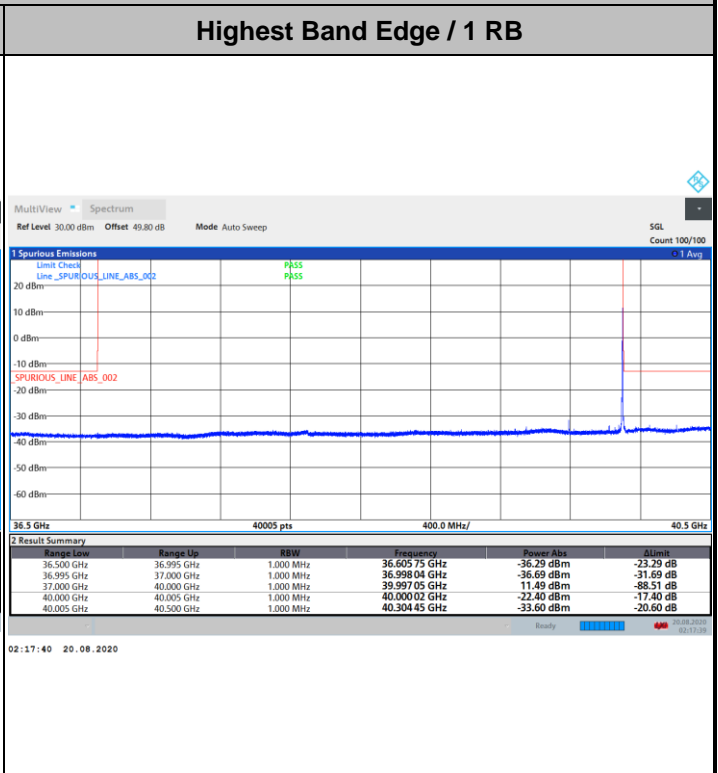 Highest Band Edge / 1 RB
MultiView Spectrum
Ref Level 30.00 dBm Offset 49.80 dB Mode Auto Sweep SGL
Count 100/100
1 Spurious Emissions 1 Avg
Limit Check PASS
Line _SPURIOUS_LINE_ABS_002 PASS
20 dBm
10 dBm
0 dBm
-10 dBm
_SPURIOUS_LINE_ABS_002
-20 dBm
-30 dBm
-40 dBm
-50 dBm
-60 dBm
36.5 GHz 40005 pts 400.0 MHz/ 40.5 GHz
2 Result Summary
Range Low Range Up RBW Frequency Power Abs ΔLimit
36.500 GHz 36.995 GHz 1.000 MHz 36.605 75 GHz -36.29 dBm -23.29 dB
36.995 GHz 37.000 GHz 1.000 MHz 36.998 04 GHz -36.69 dBm -31.69 dB
37.000 GHz 40.000 GHz 1.000 MHz 39.997 05 GHz 11.49 dBm -88.51 dB
40.000 GHz 40.005 GHz 1.000 MHz 40.000 02 GHz -22.40 dBm -17.40 dB
40.005 GHz 40.500 GHz 1.000 MHz 40.304 45 GHz -33.60 dBm -20.60 dB
Ready 20.08.2020
02:17:39
02:17:40 20.08.2020